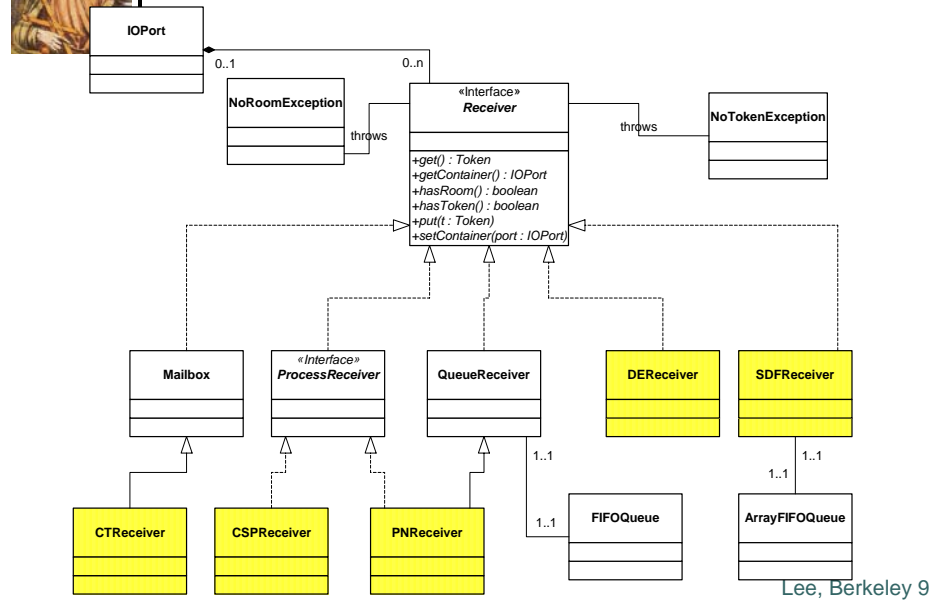 IOPort
0..1
0..n
NoRoomException
throws
«Interface»
Receiver
+get() : Token
+getContainer() : IOPort
+hasRoom() : boolean
+hasToken() : boolean
+put(t : Token)
+setContainer(port : IOPort)
throws
NoTokenException
Mailbox
«Interface»
ProcessReceiver
QueueReceiver
DEReceiver
SDFReceiver
1..1
1..1
1..1
1..1
CTReceiver
CSPReceiver
PNReceiver
FIFOQueue
ArrayFIFOQueue
Lee, Berkeley 9